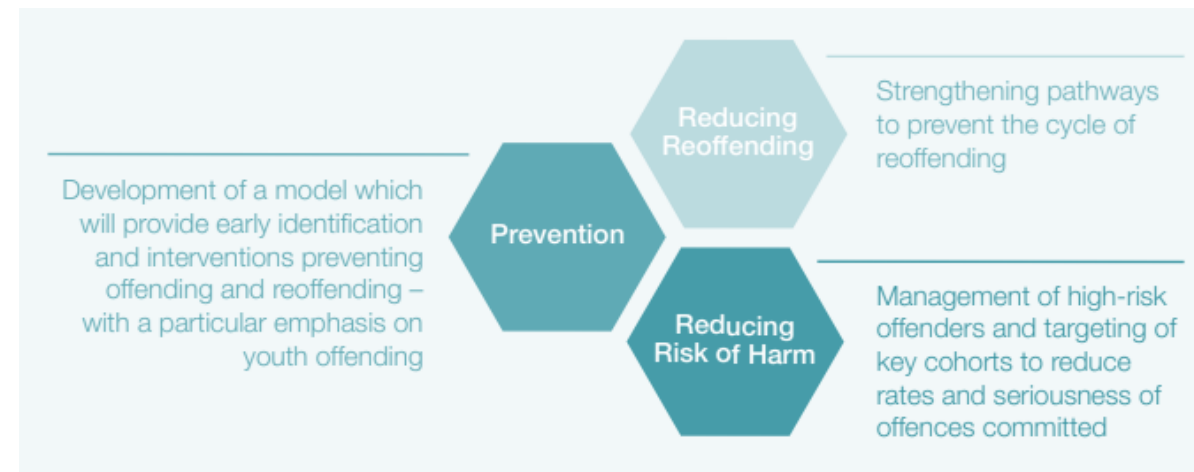 Prevention
Development of a model which
will provide early identification
and interventions preventing
offending and reoffending –
with a particular emphasis on
youth offending
Reducing
Reoffending
Strengthening pathways
to prevent the cycle of
reoffending
Reducing
Risk of Harm
Management of high-risk
offenders and targeting of
key cohorts to reduce
rates and seriousness of
offences committed